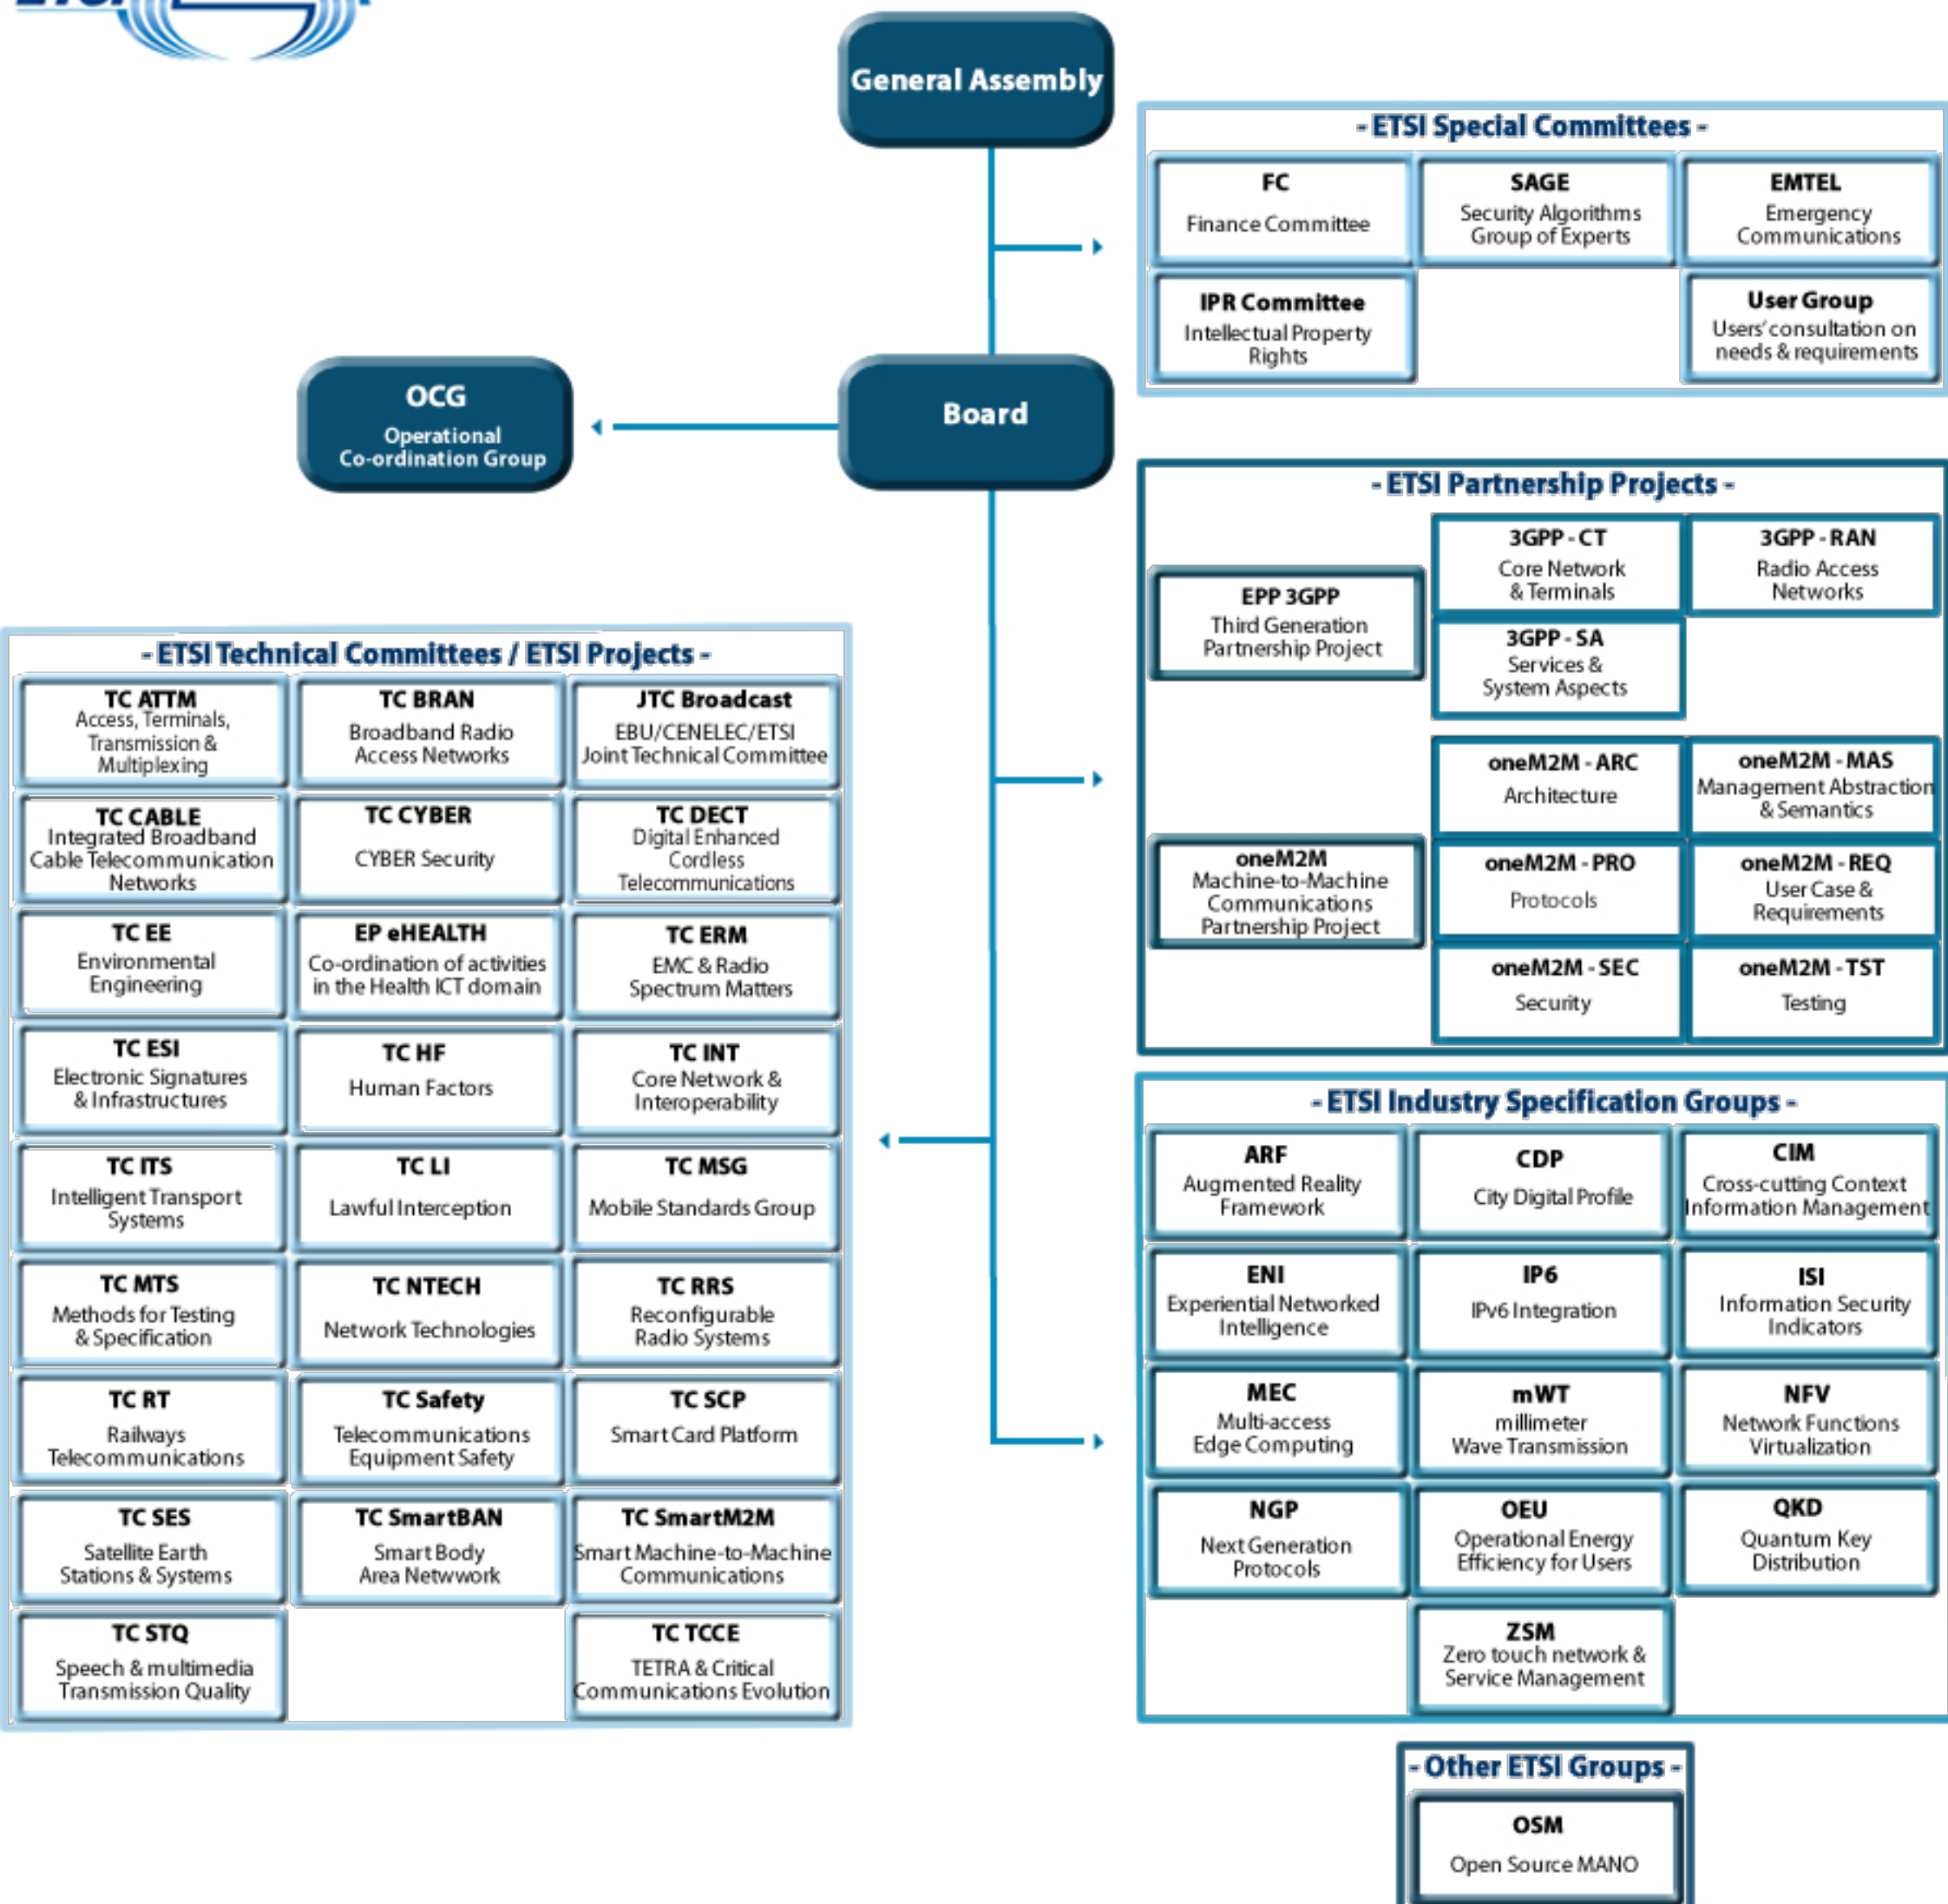 ETSI
General Assembly
- ETSI Special Committees -
FC
Finance Committee
SAGE
Security Algorithms
Group of Experts
EMTEL
Emergency
Communications
IPR Committee
Intellectual Property
Rights
User Group
Users' consultation on
needs & requirements
OCG
Operational
Co-ordination Group
Board
- ETSI Partnership Projects -
EPP 3GPP
Third Generation
Partnership Project
3GPP - CT
Core Network
& Terminals
3GPP - RAN
Radio Access
Networks
3GPP - SA
Services &
System Aspects
oneM2M
Machine-to-Machine
Communications
Partnership Project
oneM2M - ARC
Architecture
oneM2M - MAS
Management Abstraction
& Semantics
oneM2M - PRO
Protocols
oneM2M - REQ
User Case &
Requirements
oneM2M - SEC
Security
oneM2M - TST
Testing
- ETSI Technical Committees / ETSI Projects -
TC ATTM
Access, Terminals,
Transmission &
Multiplexing
TC BRAN
Broadband Radio
Access Networks
JTC Broadcast
EBU/CENELEC/ETSI
Joint Technical Committee
TC CABLE
Integrated Broadband
Cable Telecommunication
Networks
TC CYBER
CYBER Security
TC DECT
Digital Enhanced
Cordless
Telecommunications
TC EE
Environmental
Engineering
EP eHEALTH
Co-ordination of activities
in the Health ICT domain
TC ERM
EMC & Radio
Spectrum Matters
TC ESI
Electronic Signatures
& Infrastructures
TC HF
Human Factors
TC INT
Core Network &
Interoperability
TC ITS
Intelligent Transport
Systems
TC LI
Lawful Interception
TC MSG
Mobile Standards Group
TC MTS
Methods for Testing
& Specification
TC NTECH
Network Technologies
TC RRS
Reconfigurable
Radio Systems
TC RT
Railways
Telecommunications
TC Safety
Telecommunications
Equipment Safety
TC SCP
Smart Card Platform
TC SES
Satellite Earth
Stations & Systems
TC SmartBAN
Smart Body
Area Netwwork
TC SmartM2M
Smart Machine-to-Machine
Communications
TC STQ
Speech & multimedia
Transmission Quality
TC TCCE
TETRA & Critical
Communications Evolution
- ETSI Industry Specification Groups -
ARF
Augmented Reality
Framework
CDP
City Digital Profile
CIM
Cross-cutting Context
Information Management
ENI
Experiential Networked
Intelligence
IP6
IPv6 Integration
ISI
Information Security
Indicators
MEC
Multi-access
Edge Computing
mWT
millimeter
Wave Transmission
NFV
Network Functions
Virtualization
NGP
Next Generation
Protocols
OEU
Operational Energy
Efficiency for Users
QKD
Quantum Key
Distribution
ZSM
Zero touch network &
Service Management
- Other ETSI Groups -
OSM
Open Source MANO